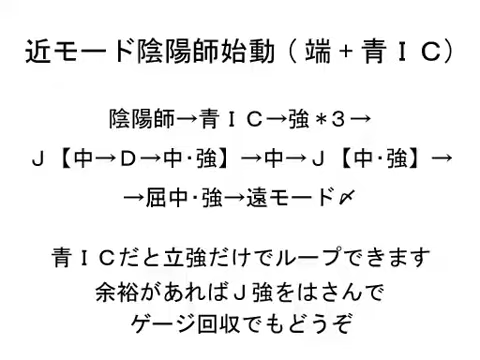 近モード陰陽師始動（端＋青ＩＣ）
陰陽師→青ＩＣ→強＊３→
Ｊ【中→Ｄ→中･強】→中→Ｊ【中･強】→
→屈中･強→遠モード〆
青ＩＣだと立強だけでループできます
余裕があればＪ強をはさんで
ゲージ回収でもどうぞ